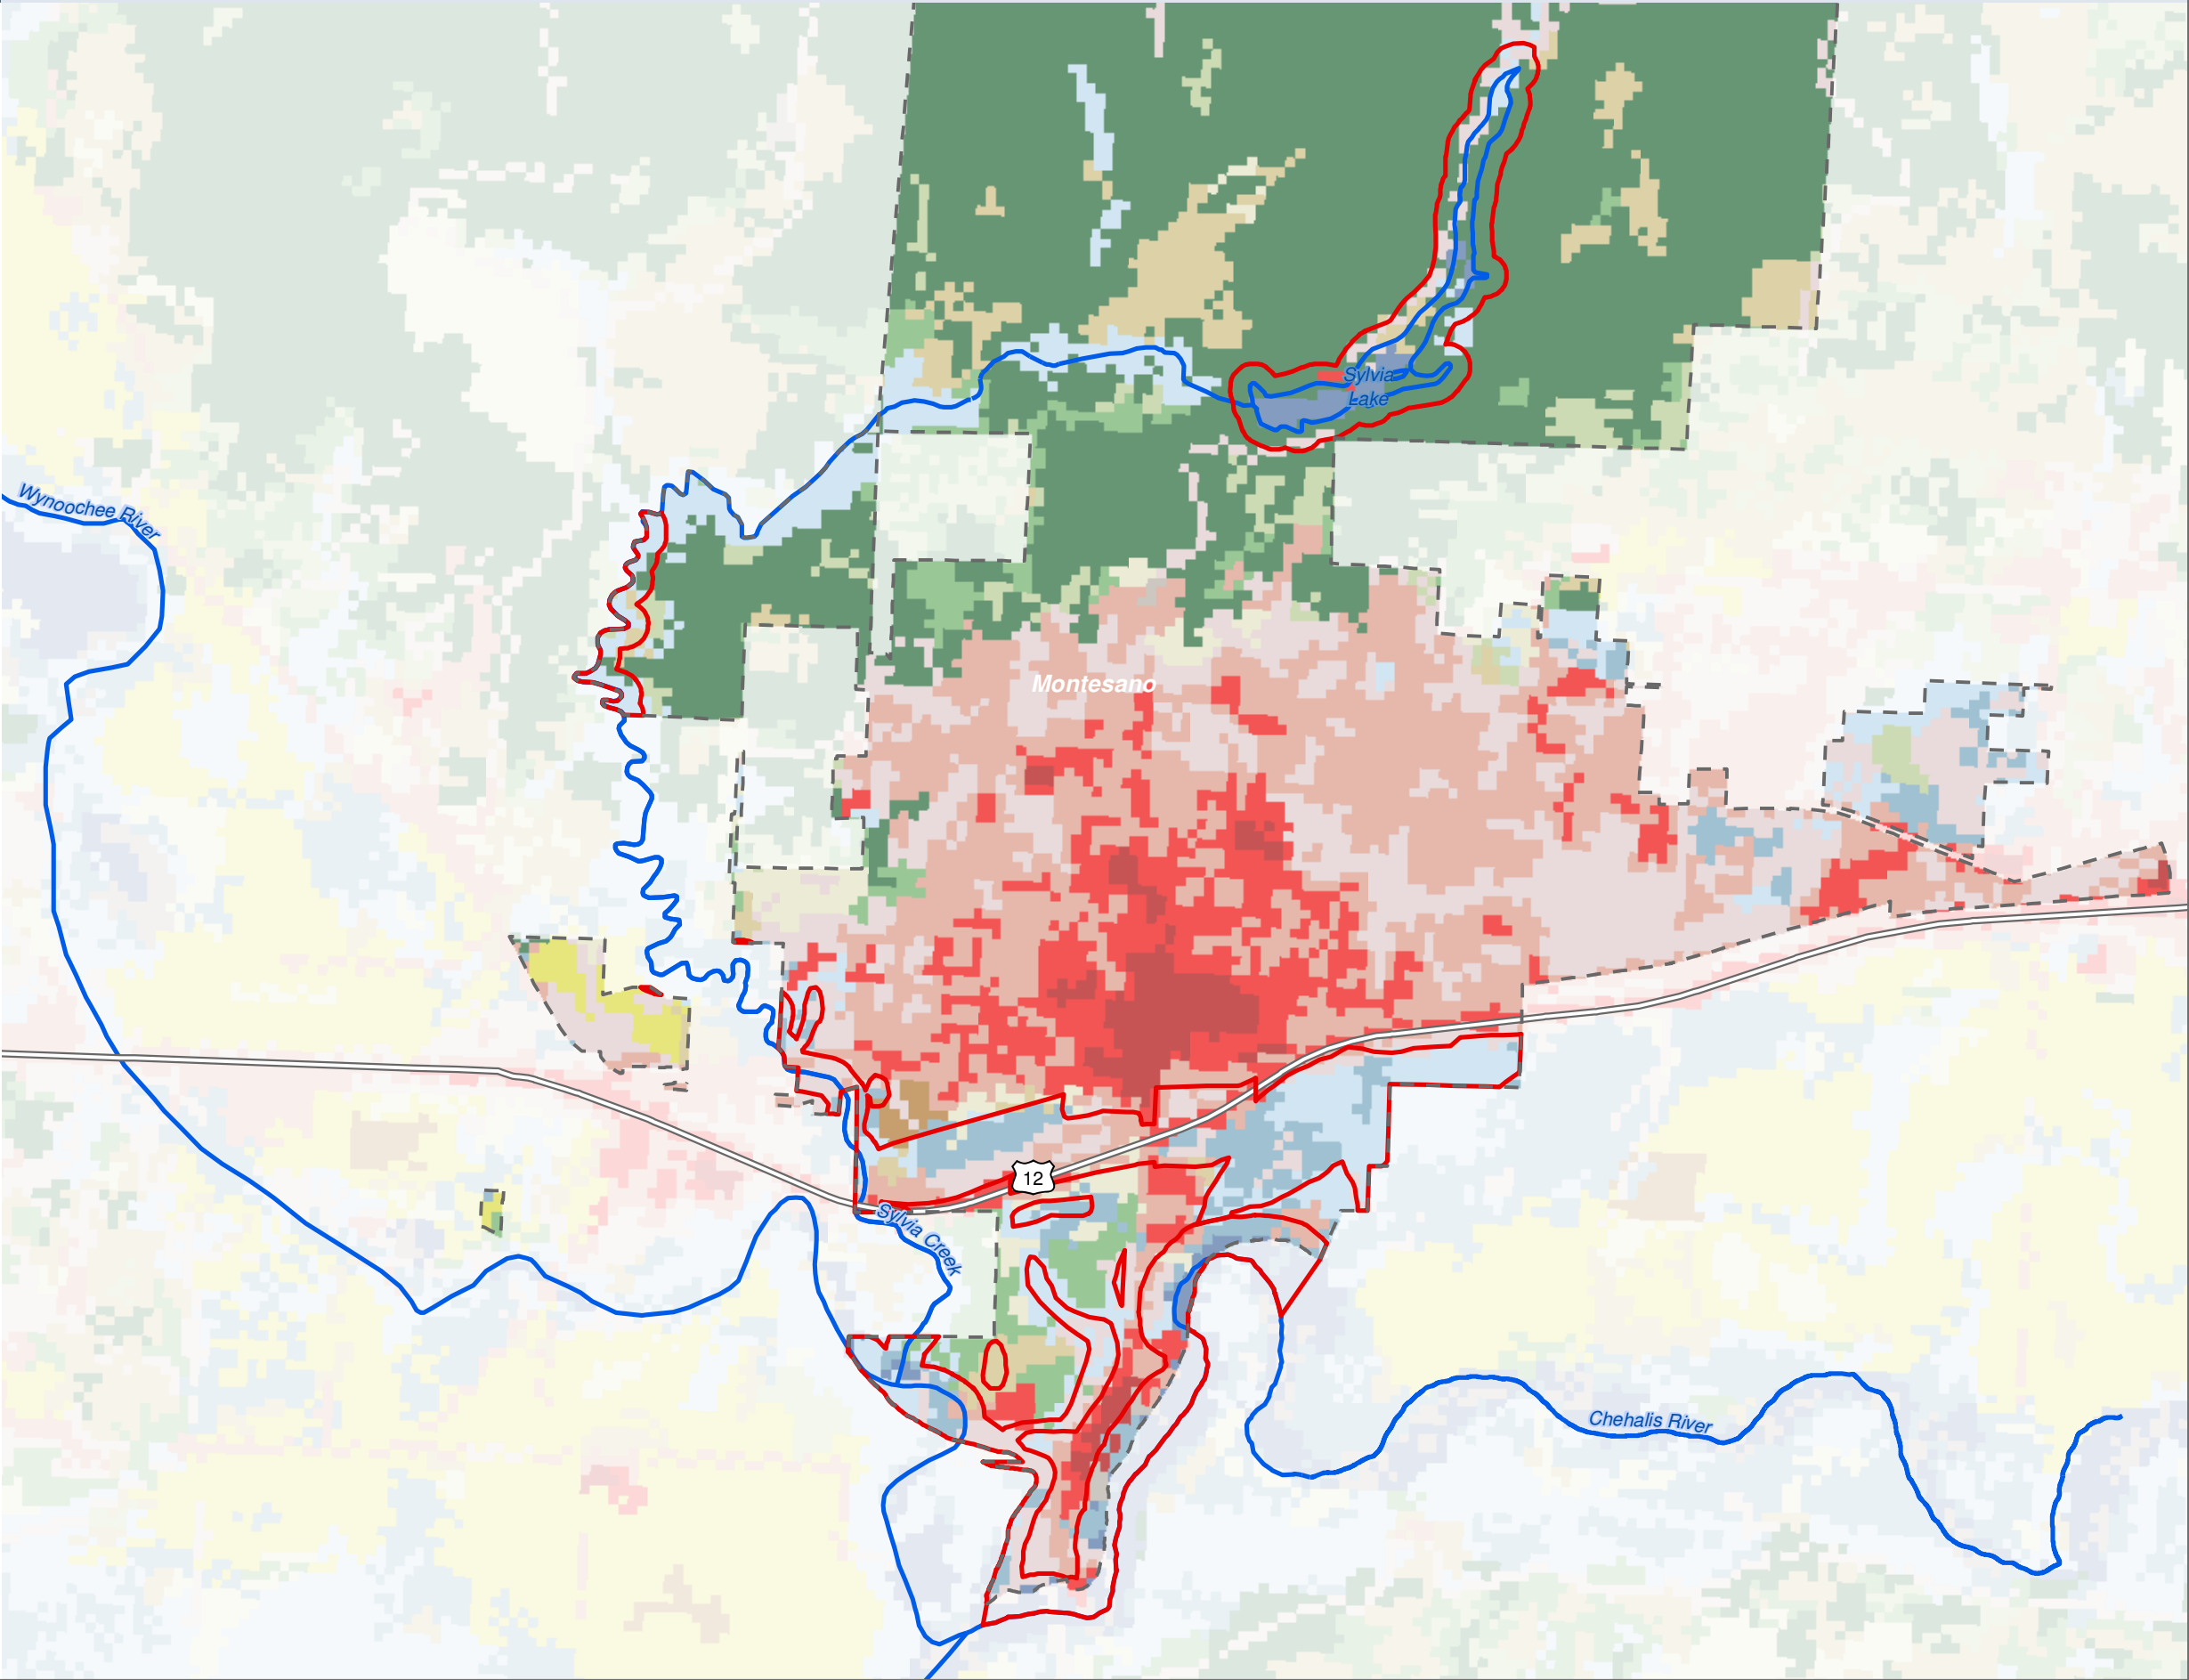 Sylvia
Lake
Wynoochee River
Montesano
12
Sylvia Creek
Chehalis River